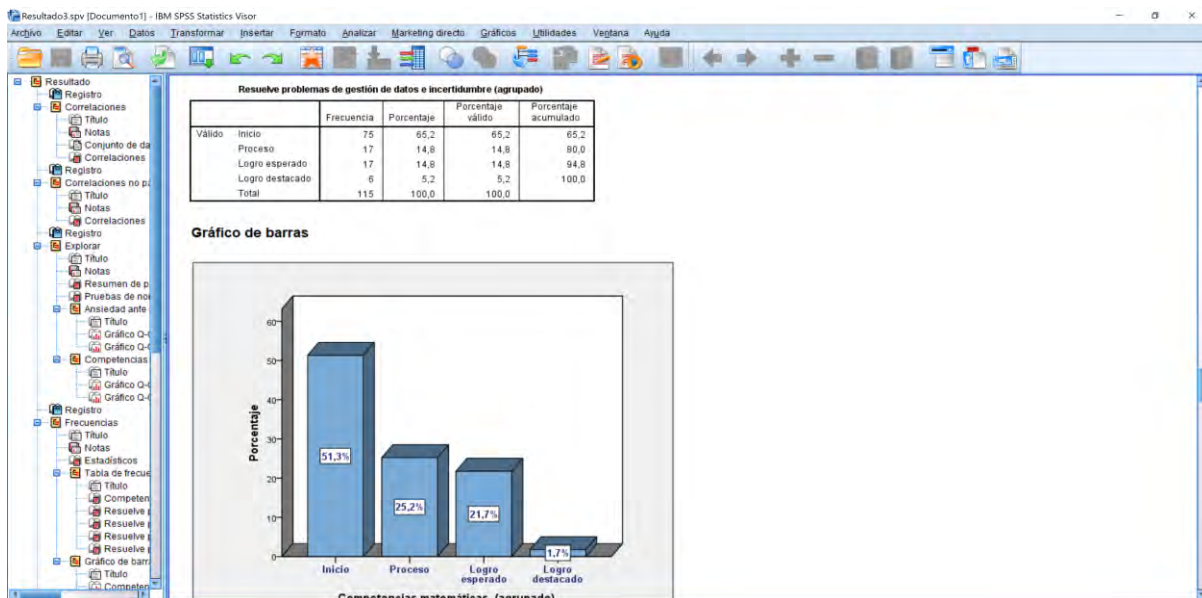 Resultado3.spv [Documento1] - IBM SPSS Statistics Visor
Archivo Editar Ver Datos Transformar Insertar Formato Analizar Marketing directo Gráficos Utilidades Ventana Ayuda
Resultado
Registro
Correlaciones
Título
Notas
Conjunto de da
Correlaciones
Registro
Correlaciones no pa
Título
Notas
Correlaciones
Registro
Explorar
Título
Notas
Resumen de p
Pruebas de nor
Ansiedad ante
Título
Gráfico Q-
Gráfico Q-
Competencias
Título
Gráfico Q-
Gráfico Q-
Registro
Frecuencias
Título
Notas
Estadísticos
Tabla de frecue
Título
Competen
Resuelve p
Resuelve p
Resuelve p
Resuelve p
Gráfico de barr
Título
Competen
Resuelve problemas de gestión de datos e incertidumbre (agrupado)
Frecuencia Porcentaje Porcentaje válido Porcentaje acumulado
Válido Inicio 75 65,2 65,2 65,2
Proceso 17 14,8 14,8 80,0
Logro esperado 17 14,8 14,8 94,8
Logro destacado 6 5,2 5,2 100,0
Total 115 100,0 100,0
Gráfico de barras
Porcentaje
60
50
40
30
20
10
0
51,3%
25,2%
21,7%
1,7%
Inicio Proceso Logro esperado Logro destacado
Competencias matemáticas (agrupado)